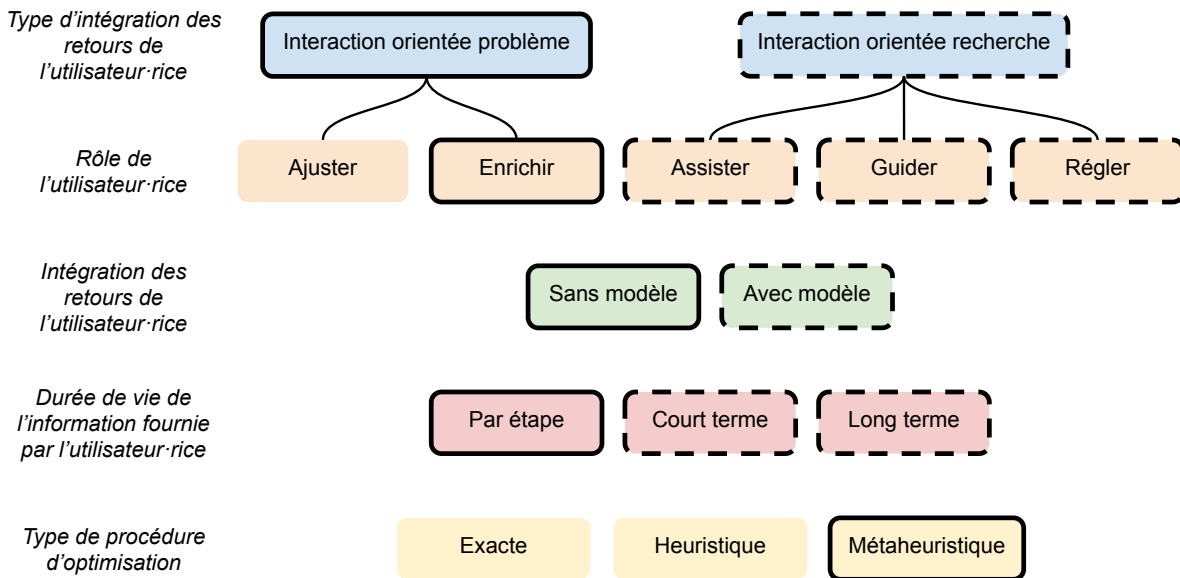 Type d’intégration des
retours de
l’utilisateur·rice
Interaction orientée problème
Interaction orientée recherche
Rôle de
l’utilisateur·rice
Ajuster
Enrichir
Assister
Guider
Régler
Intégration des
retours de
l’utilisateur·rice
Sans modèle
Avec modèle
Durée de vie de
l’information fournie
par l’utilisateur·rice
Par étape
Court terme
Long terme
Type de procédure
d’optimisation
Exacte
Heuristique
Métaheuristique